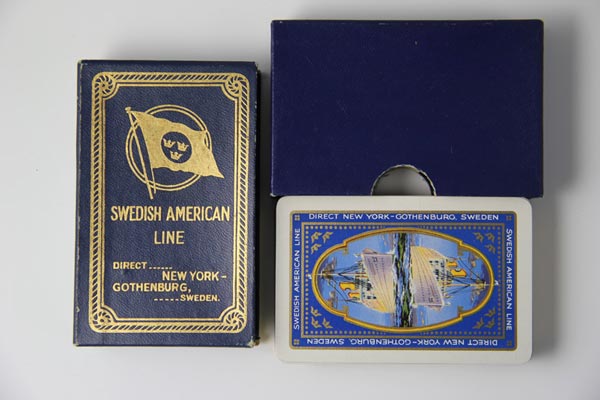 SWEDISH AMERICAN
LINE
DIRECT ......
NEW YORK-
GOTHENBURG,
.....SWEDEN.
DIRECT NEW YORK-GOTHENBURG, SWEDEN
SWEDISH AMERICAN LINE
SWEDISH AMERICAN LINE
DIRECT NEW YORK-GOTHENBURG, SWEDEN